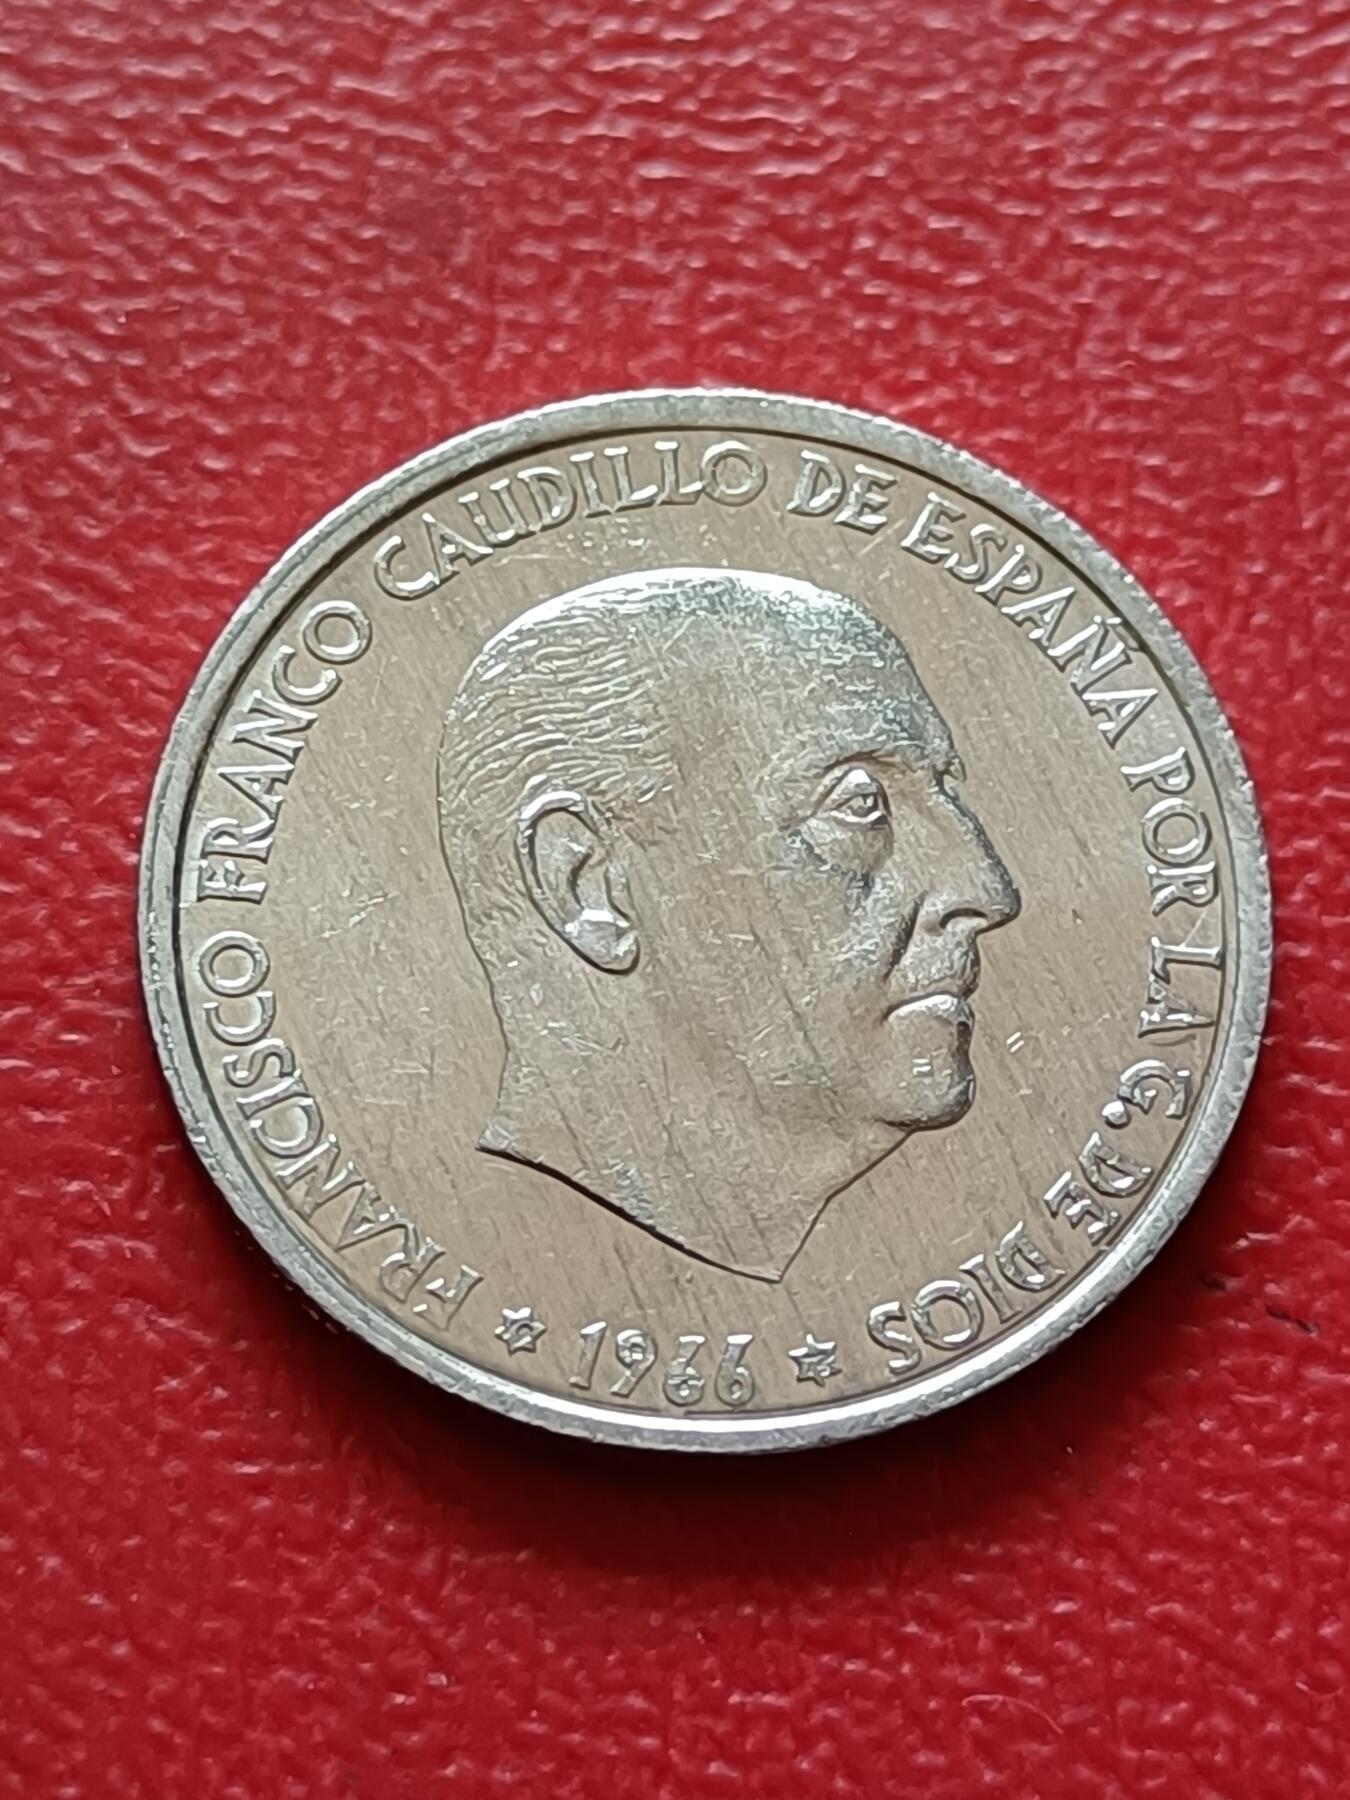 FRANCISCO FRANCO CAUDILLO DE ESPAÑA POR LA G. DE DIOS
* 1966 *